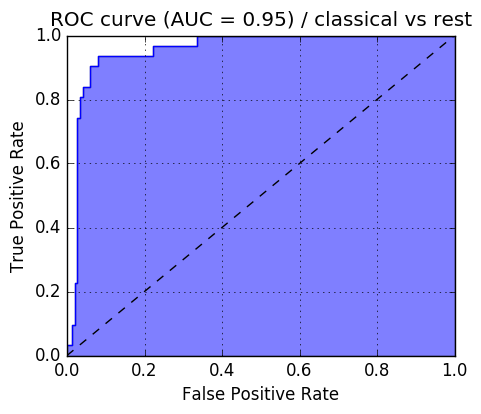 ROC curve (AUC = 0.95) / classical vs rest
True Positive Rate
1.0
0.8
0.6
0.4
0.2
0.0
0.0 0.2 0.4 0.6 0.8 1.0
False Positive Rate